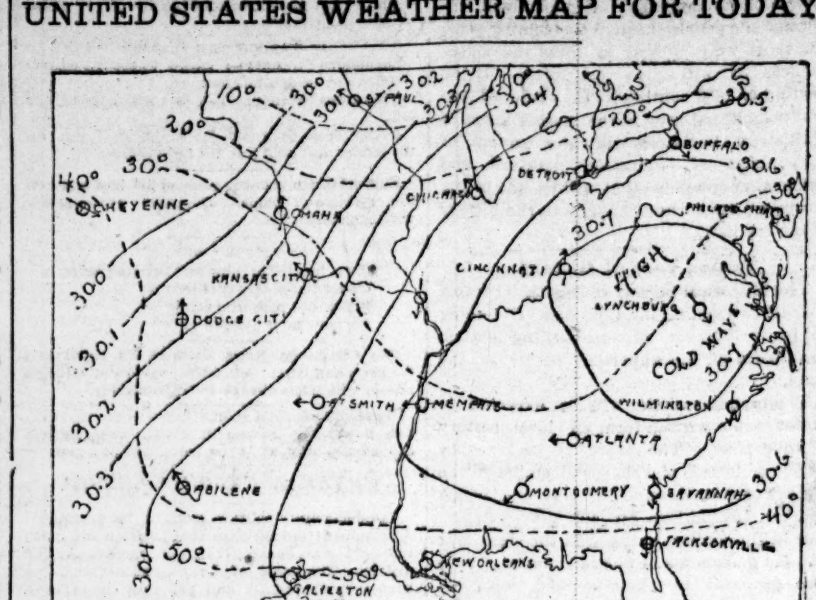 UNITED STATES WEATHER MAP FOR TODAY
10° 30.0 30.1 ST PAUL 30.2 30.3 30.4 20° 30.5
20° BUFFALO
30° DETROIT 30.6
40° CHEYENNE OMAHA CHICAGO PHILADELPHIA
30.7
KANSAS CITY CINCINNATI HIGH
30.0 DODGE CITY LYNCHBURG
30.1 COLD WAVE 30.7
30.2 FT SMITH MEMPHIS WILMINGTON
ATLANTA
30.3 ABILENE MONTGOMERY SAVANNAH 30.6
40°
30.4 50° 50° NEW ORLEANS JACKSONVILLE
GALVESTON